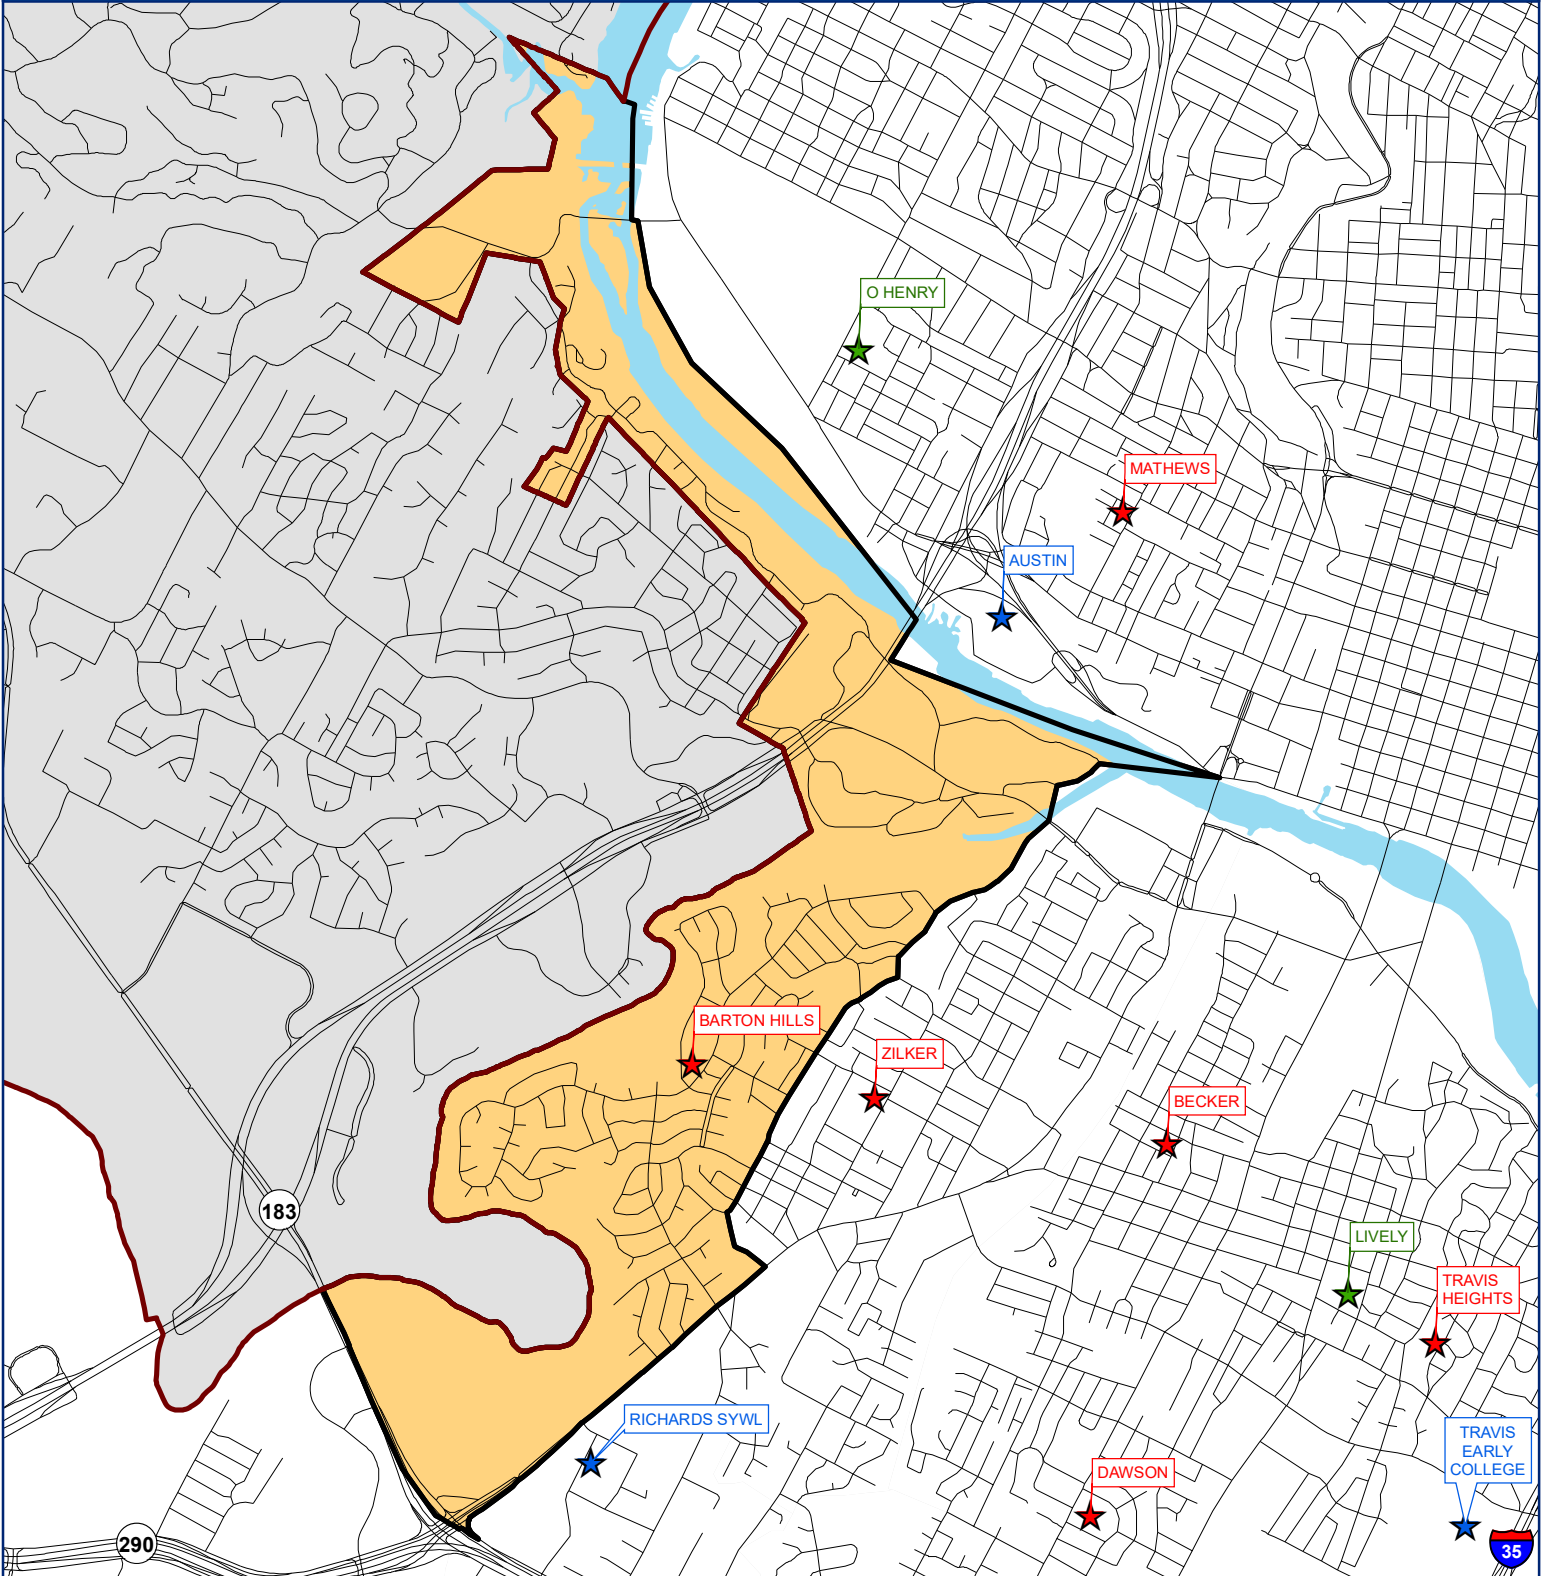 O HENRY
MATHEWS
AUSTIN
BARTON HILLS
ZILKER
BECKER
183
LIVELY
TRAVIS
HEIGHTS
RICHARDS SYWL
TRAVIS
EARLY
COLLEGE
DAWSON
290
35